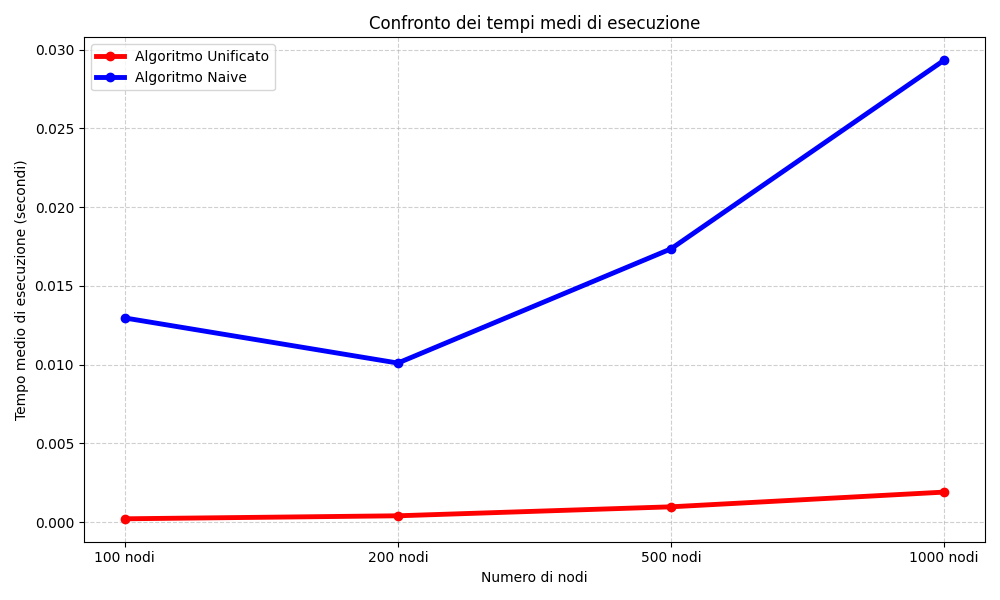 Confronto dei tempi medi di esecuzione
Algoritmo Unificato
Algoritmo Naive
Tempo medio di esecuzione (secondi)
0.030
0.025
0.020
0.015
0.010
0.005
0.000
100 nodi
200 nodi
500 nodi
1000 nodi
Numero di nodi